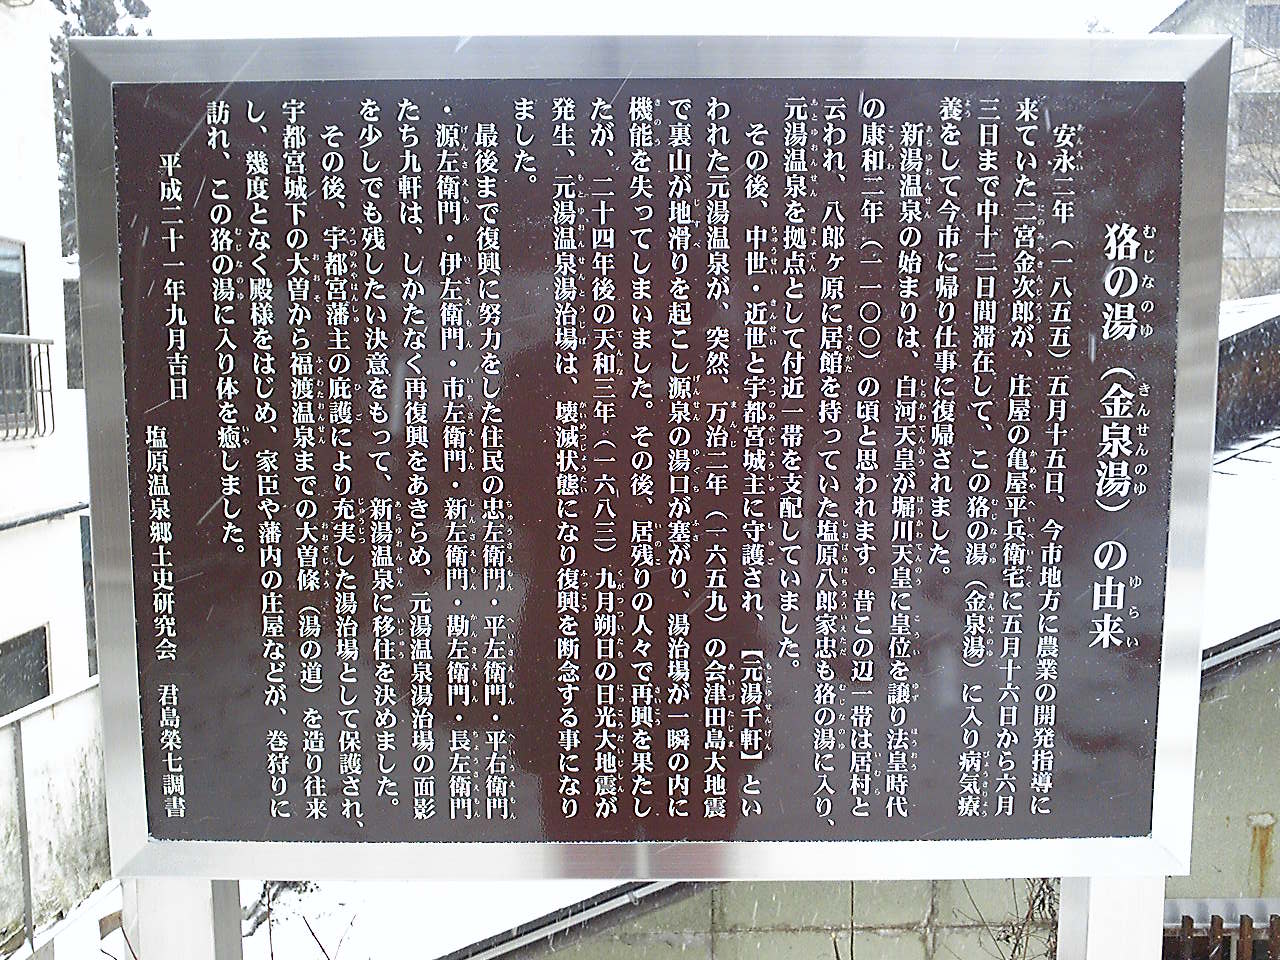 狢の湯（金泉湯）の由来
安永二年（一八五五）五月十五日、今市地方に農業の開発指導に
来ていた二宮金次郎が、庄屋の亀屋平兵衛宅に五月十六日から六月
三日まで中十三日間滞在して、この狢の湯（金泉湯）に入り病気療
養をして今市に帰り仕事に復帰されました。
新湯温泉の始まりは、白河天皇が堀川天皇に皇位を譲り法皇時代
の康和二年（一一〇〇）の頃と思われます。昔この辺一帯は居村と
云われ、八郎ヶ原に居館を持っていた塩原八郎家忠も狢の湯に入り、
元湯温泉を拠点として付近一帯を支配していました。
その後、中世・近世と宇都宮城主に守護され、【元湯千軒】とい
われた元湯温泉が、突然、万治二年（一六五九）の会津田島大地震
で裏山が地滑りを起こし源泉の湯口が塞がり、湯治場が一瞬の内に
機能を失ってしまいました。その後、居残りの人々で再興を果たし
たが、二十四年後の天和三年（一六八三）九月朔日の日光大地震が
発生、元湯温泉湯治場は、壊滅状態になり復興を断念する事になり
ました。
最後まで復興に努力をした住民の忠左衛門・平左衛門・平右衛門
・源左衛門・伊左衛門・市左衛門・新左衛門・勘左衛門・長左衛門
たち九軒は、しかたなく再復興をあきらめ、元湯温泉湯治場の面影
を少しでも残したい決意をもって、新湯温泉に移住を決めました。
その後、宇都宮藩主の庇護により充実した湯治場として保護され、
宇都宮城下の大曽から福渡温泉までの大曽條（湯の道）を造り往来
し、幾度となく殿様をはじめ、家臣や藩内の庄屋などが、巻狩りに
訪れ、この狢の湯に入り体を癒しました。
平成二十一年九月吉日　塩原温泉郷土史研究会　君島榮七調書